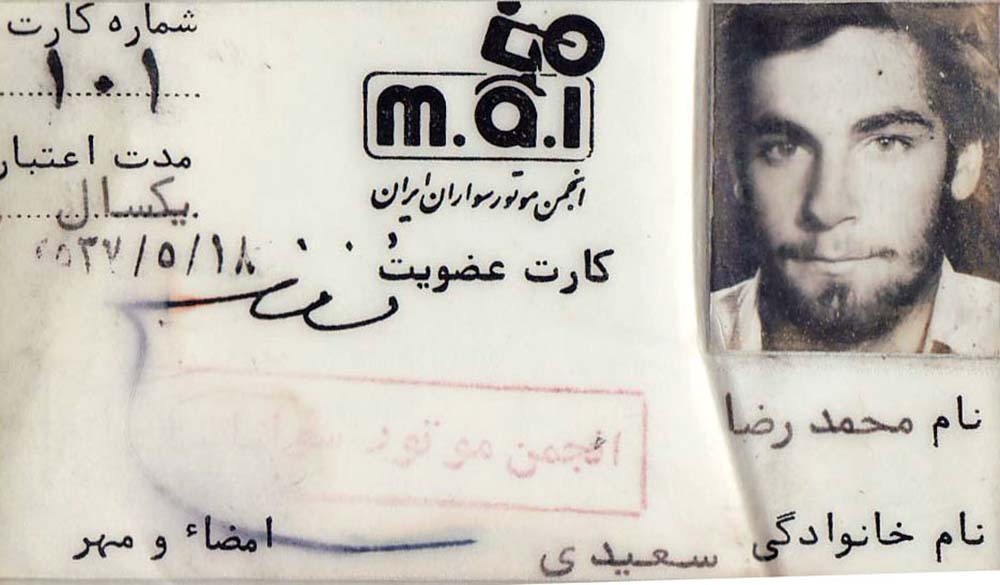 شماره کارت
۱۰۱
مدت اعتبار
یکسال
۲۵۳۷/۵/۱۸
m.a.i
انجمن موتورسواران ایران
کارت عضویت
انجمن موتور
نام محمد رضا
نام خانوادگی سعیدی
امضاء و مهر